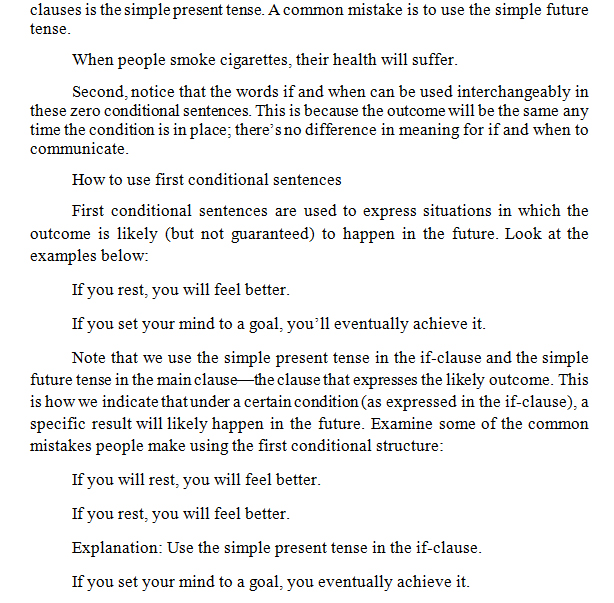 clauses is the simple present tense. A common mistake is to use the simple future
tense.
When people smoke cigarettes, their health will suffer.
Second, notice that the words if and when can be used interchangeably in
these zero conditional sentences. This is because the outcome will be the same any
time the condition is in place; there’s no difference in meaning for if and when to
communicate.
How to use first conditional sentences
First conditional sentences are used to express situations in which the
outcome is likely (but not guaranteed) to happen in the future. Look at the
examples below:
If you rest, you will feel better.
If you set your mind to a goal, you’ll eventually achieve it.
Note that we use the simple present tense in the if-clause and the simple
future tense in the main clause—the clause that expresses the likely outcome. This
is how we indicate that under a certain condition (as expressed in the if-clause), a
specific result will likely happen in the future. Examine some of the common
mistakes people make using the first conditional structure:
If you will rest, you will feel better.
If you rest, you will feel better.
Explanation: Use the simple present tense in the if-clause.
If you set your mind to a goal, you eventually achieve it.